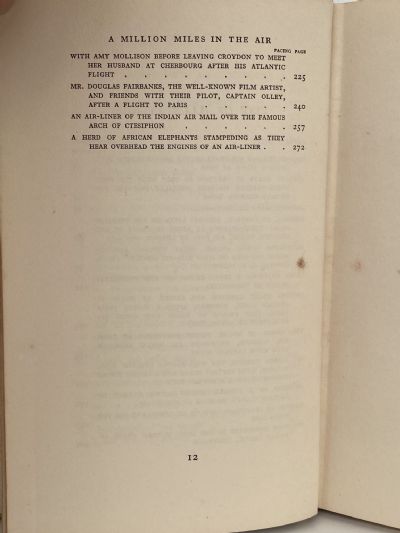 A MILLION MILES IN THE AIR
FACING PAGE
WITH AMY MOLLISON BEFORE LEAVING CROYDON TO MEET
HER HUSBAND AT CHERBOURG AFTER HIS ATLANTIC
FLIGHT . . . . . . . . . 225
MR. DOUGLAS FAIRBANKS, THE WELL-KNOWN FILM ARTIST,
AND FRIENDS WITH THEIR PILOT, CAPTAIN OLLEY,
AFTER A FLIGHT TO PARIS . . . . . 240
AN AIR-LINER OF THE INDIAN AIR MAIL OVER THE FAMOUS
ARCH OF CTESIPHON . . . . . . 257
A HERD OF AFRICAN ELEPHANTS STAMPEDING AS THEY
HEAR OVERHEAD THE ENGINES OF AN AIR-LINER . . 272
12